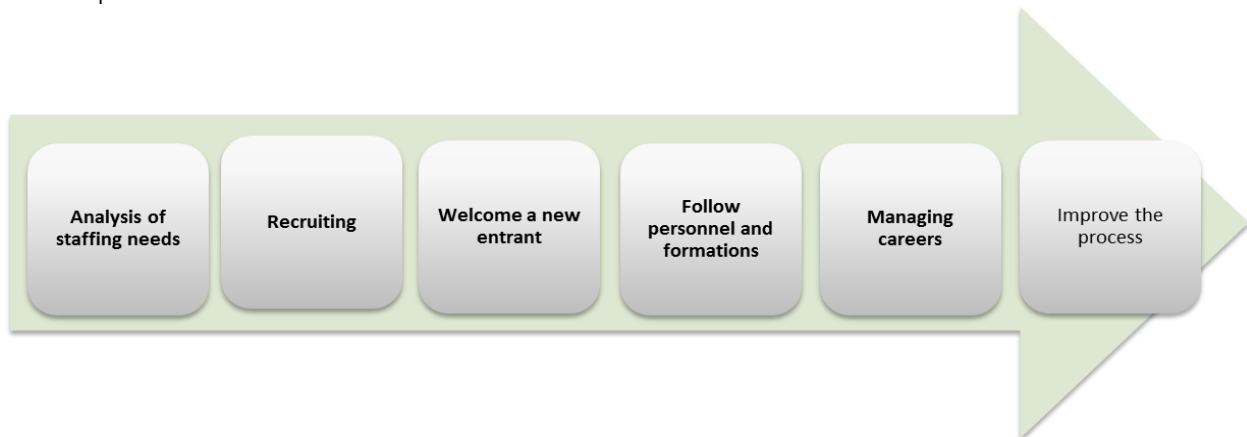 Analysis of
staffing needs
Recruiting
Welcome a new
entrant
Follow
personnel and
formations
Managing
careers
Improve the
process